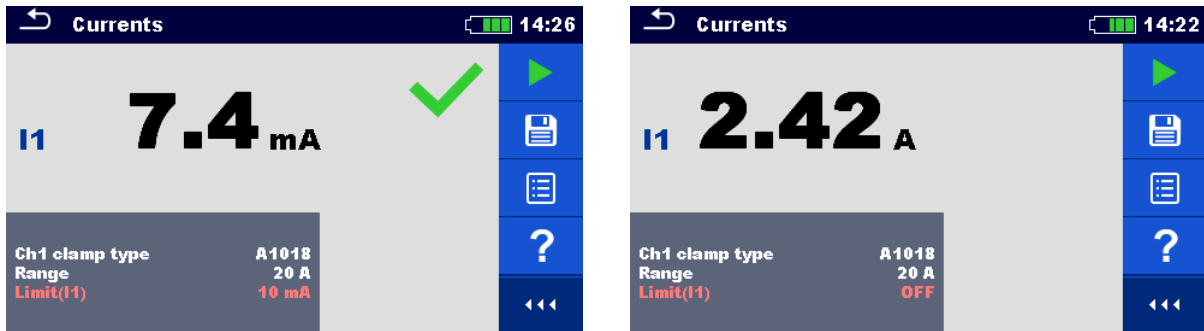 Currents 14:26
I1 7.4 mA
Ch1 clamp type A1018
Range 20 A
Limit(I1) 10 mA
?
Currents 14:22
I1 2.42 A
Ch1 clamp type A1018
Range 20 A
Limit(I1) OFF
?